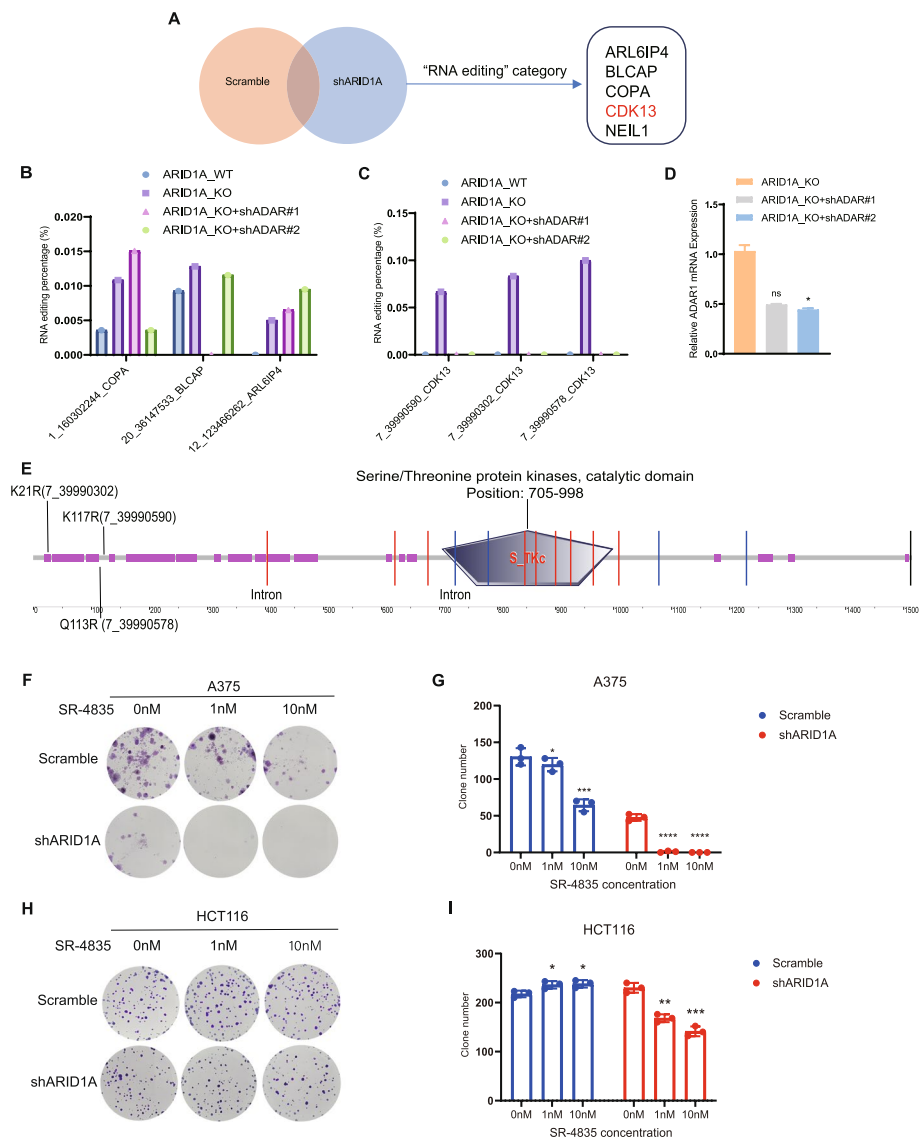 A
Scramble
shARID1A
“RNA editing” category
ARL6IP4
BLCAP
COPA
CDK13
NEIL1
B
ARID1A_WT
ARID1A_KO
ARID1A_KO+shADAR#1
ARID1A_KO+shADAR#2
RNA editing percentage (%)
0.020
0.015
0.010
0.005
0.000
1_160302244_COPA
20_36147533_BLCAP
12_123466262_ARL6IP4
C
ARID1A_WT
ARID1A_KO
ARID1A_KO+shADAR#1
ARID1A_KO+shADAR#2
RNA editing percentage (%)
0.15
0.10
0.05
0.00
7_39990590_CDK13
7_39990302_CDK13
7_39990578_CDK13
D
ARID1A_KO
ARID1A_KO+shADAR#1
ARID1A_KO+shADAR#2
Relative ADAR1 mRNA Expression
1.5
1.0
0.5
0.0
ns
*
E
Serine/Threonine protein kinases, catalytic domain
Position: 705-998
K21R(7_39990302)
K117R(7_39990590)
S_TKc
Intron
Intron
'0 '100 '200 '300 '400 '500 '600 '700 '800 '900 '1000 '1100 '1200 '1300 '1400 '1500
Q113R (7_39990578)
F
A375
SR-4835 0nM 1nM 10nM
Scramble
shARID1A
G
A375
Scramble
shARID1A
Clone number
200
150
100
50
0
*
***
****
****
0nM 1nM 10nM 0nM 1nM 10nM
SR-4835 concentration
H
HCT116
SR-4835 0nM 1nM 10nM
Scramble
shARID1A
I
HCT116
Scramble
shARID1A
Clone number
300
200
100
0
*
*
**
***
0nM 1nM 10nM 0nM 1nM 10nM
SR-4835 concentration